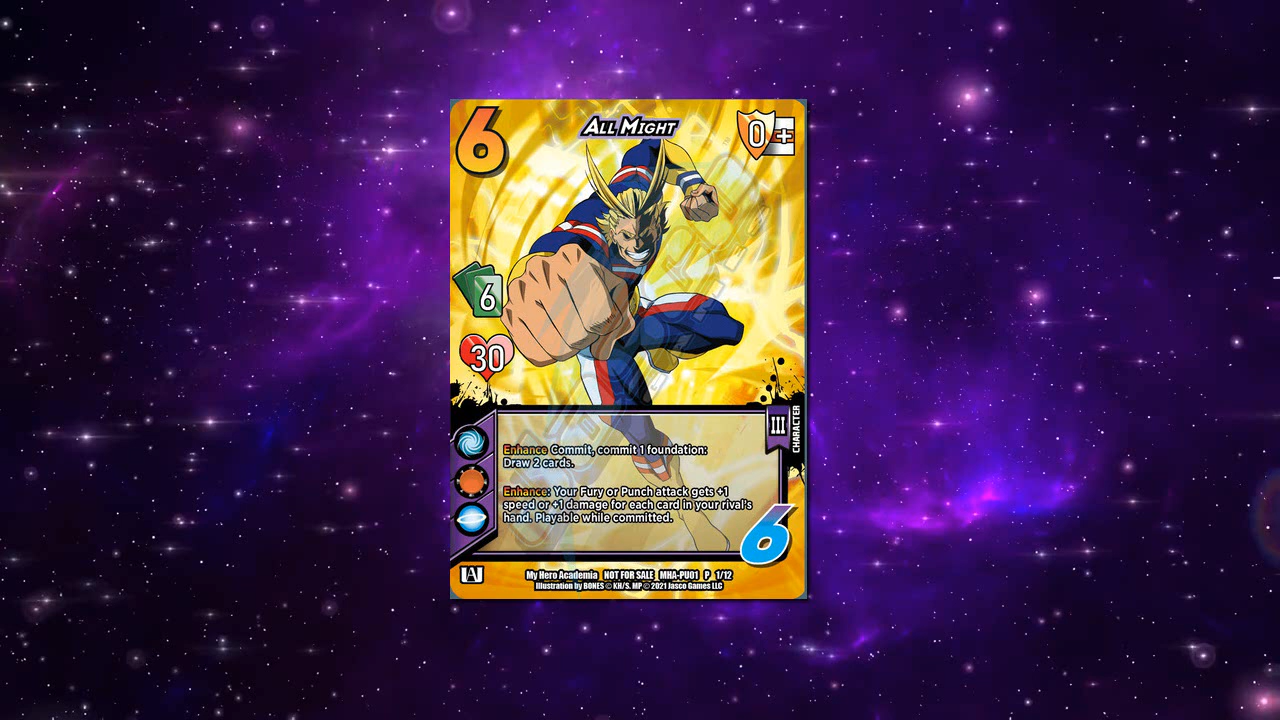 6
ALL MIGHT
0 +
6
30
III
CHARACTER
Enhance Commit, commit 1 foundation:
Draw 2 cards.
Enhance: Your Fury or Punch attack gets +1
speed or +1 damage for each card in your rival's
hand. Playable while committed.
6
My Hero Academia NOT FOR SALE MHA-PU01 P 1/12
Illustration by BONES © KH/S. MP © 2021 Jasco Games LLC